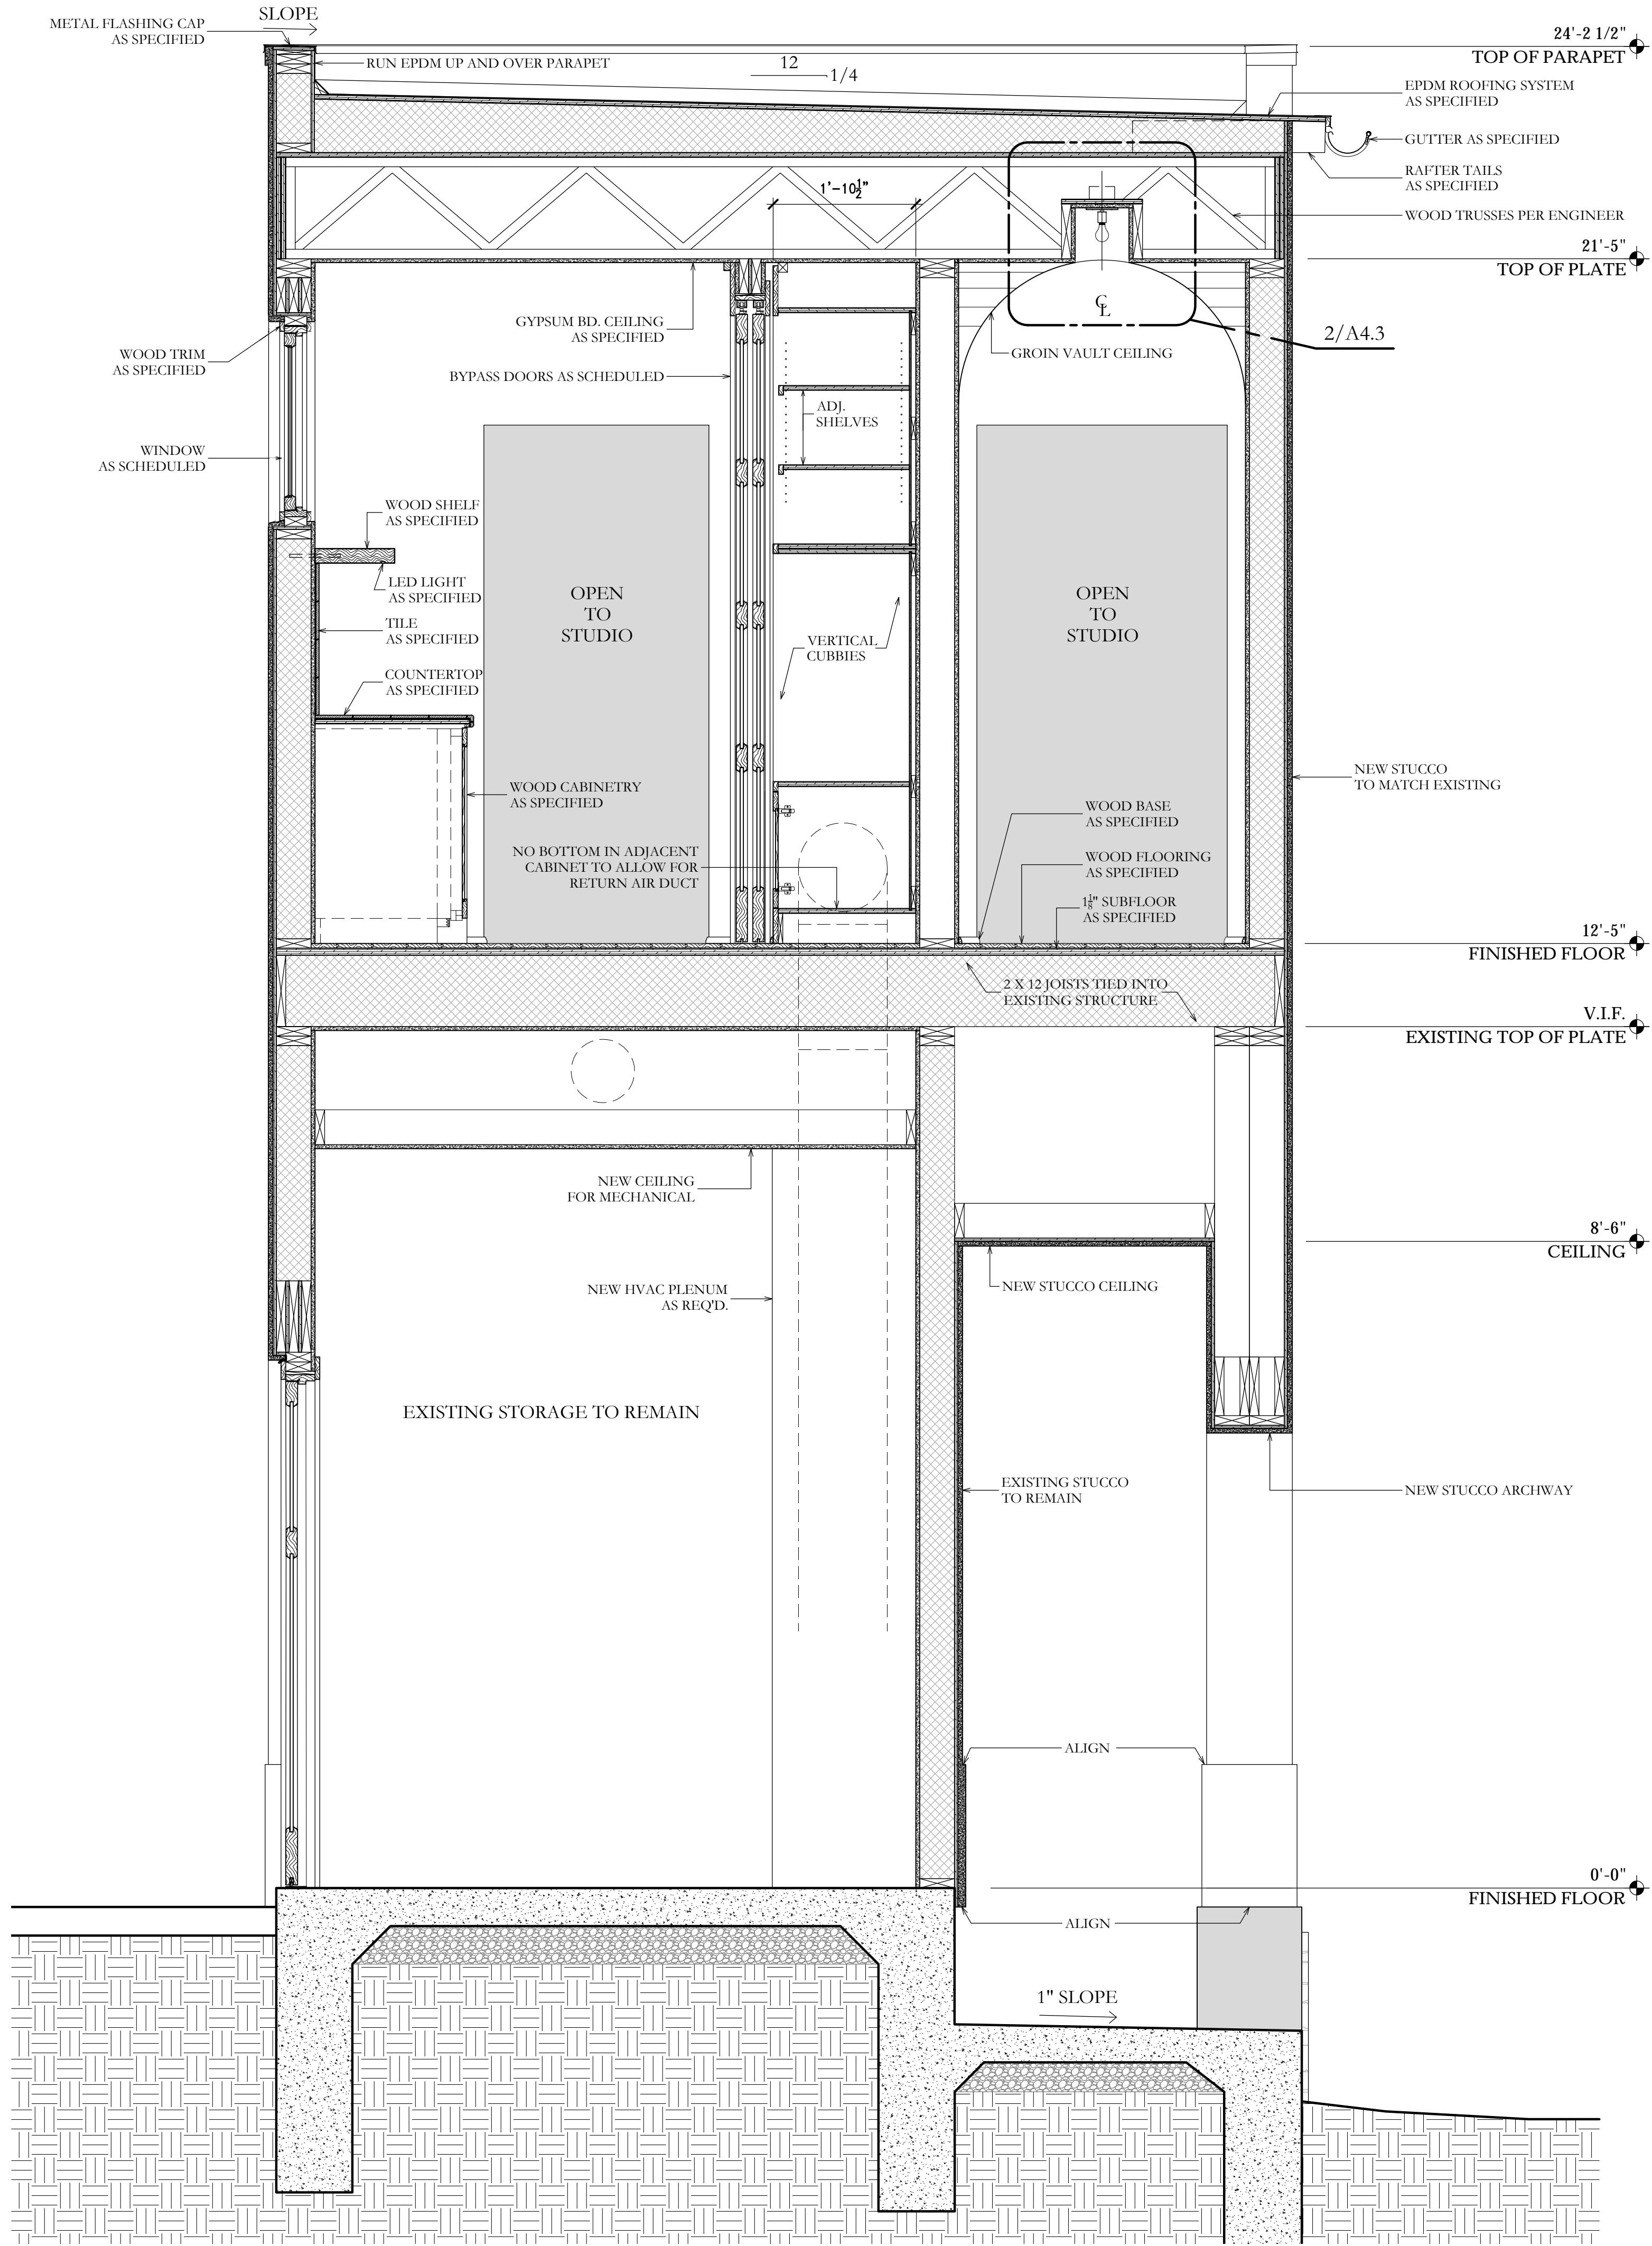 SLOPE
METAL FLASHING CAP
AS SPECIFIED
RUN EPDM UP AND OVER PARAPET
12
1/4
24'-2 1/2"
TOP OF PARAPET
EPDM ROOFING SYSTEM
AS SPECIFIED
GUTTER AS SPECIFIED
RAFTER TAILS
AS SPECIFIED
1'-10½"
WOOD TRUSSES PER ENGINEER
21'-5"
TOP OF PLATE
GYPSUM BD. CEILING
AS SPECIFIED
℄
2/A4.3
WOOD TRIM
AS SPECIFIED
GROIN VAULT CEILING
BYPASS DOORS AS SCHEDULED
ADJ.
SHELVES
WINDOW
AS SCHEDULED
WOOD SHELF
AS SPECIFIED
LED LIGHT
AS SPECIFIED
TILE
AS SPECIFIED
OPEN
TO
STUDIO
OPEN
TO
STUDIO
VERTICAL
CUBBIES
COUNTERTOP
AS SPECIFIED
WOOD CABINETRY
AS SPECIFIED
NEW STUCCO
TO MATCH EXISTING
WOOD BASE
AS SPECIFIED
NO BOTTOM IN ADJACENT
CABINET TO ALLOW FOR
RETURN AIR DUCT
WOOD FLOORING
AS SPECIFIED
1⅛" SUBFLOOR
AS SPECIFIED
12'-5"
FINISHED FLOOR
2 X 12 JOISTS TIED INTO
EXISTING STRUCTURE
V.I.F.
EXISTING TOP OF PLATE
NEW CEILING
FOR MECHANICAL
8'-6"
CEILING
NEW STUCCO CEILING
NEW HVAC PLENUM
AS REQ'D.
EXISTING STORAGE TO REMAIN
EXISTING STUCCO
TO REMAIN
NEW STUCCO ARCHWAY
ALIGN
0'-0"
FINISHED FLOOR
ALIGN
1" SLOPE